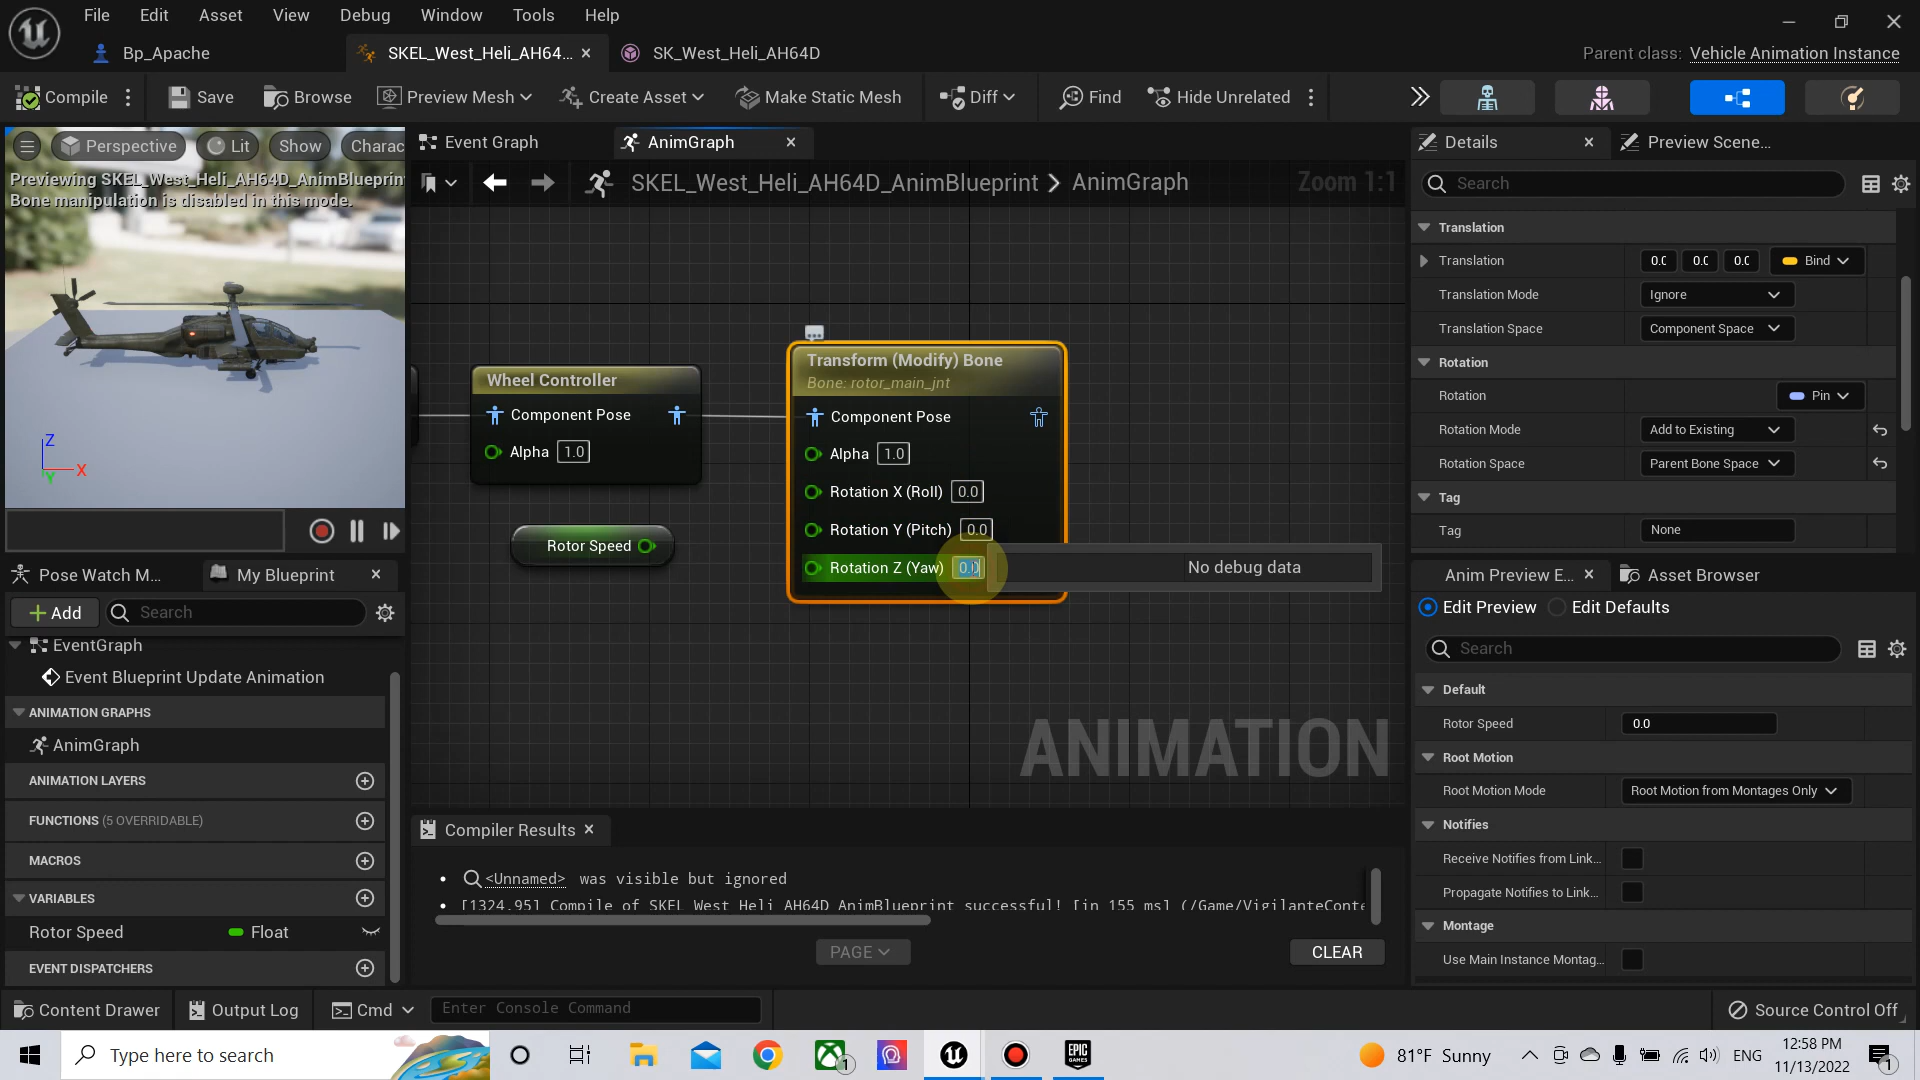 File Edit Asset View Debug Window Tools Help
Bp_Apache SKEL_West_Heli_AH64... SK_West_Heli_AH64D Parent class: Vehicle Animation Instance
Compile Save Browse Preview Mesh Create Asset Make Static Mesh Diff Find Hide Unrelated
Perspective Lit Show Charac
Previewing SKEL_West_Heli_AH64D_AnimBlueprin
Bone manipulation is disabled in this mode.
Z
X
Y
Event Graph AnimGraph
SKEL_West_Heli_AH64D_AnimBlueprint > AnimGraph Zoom 1:1
Wheel Controller
Component Pose
Alpha 1.0
Rotor Speed
Transform (Modify) Bone
Bone: rotor_main_jnt
Component Pose
Alpha 1.0
Rotation X (Roll) 0.0
Rotation Y (Pitch) 0.0
Rotation Z (Yaw) 0.0
No debug data
ANIMATION
Pose Watch M... My Blueprint
Add Search
EventGraph
Event Blueprint Update Animation
ANIMATION GRAPHS
AnimGraph
ANIMATION LAYERS
FUNCTIONS (5 OVERRIDABLE)
MACROS
VARIABLES
Rotor Speed Float
EVENT DISPATCHERS
Compiler Results
• <Unnamed> was visible but ignored
• [1324.95] Compile of SKEL_West_Heli_AH64D_AnimBlueprint successful! [in 155 ms] (/Game/VigilanteConte
PAGE CLEAR
Details Preview Scene...
Search
Translation
Translation 0.0 0.0 0.0 Bind
Translation Mode Ignore
Translation Space Component Space
Rotation
Rotation Pin
Rotation Mode Add to Existing
Rotation Space Parent Bone Space
Tag
Tag None
Anim Preview E... Asset Browser
Edit Preview Edit Defaults
Search
Default
Rotor Speed 0.0
Root Motion
Root Motion Mode Root Motion from Montages Only
Notifies
Receive Notifies from Link...
Propagate Notifies to Link...
Montage
Use Main Instance Montag...
Content Drawer Output Log Cmd Enter Console Command Source Control Off
Type here to search 1 EPIC GAMES 81°F Sunny ENG 12:58 PM 11/13/2022 1